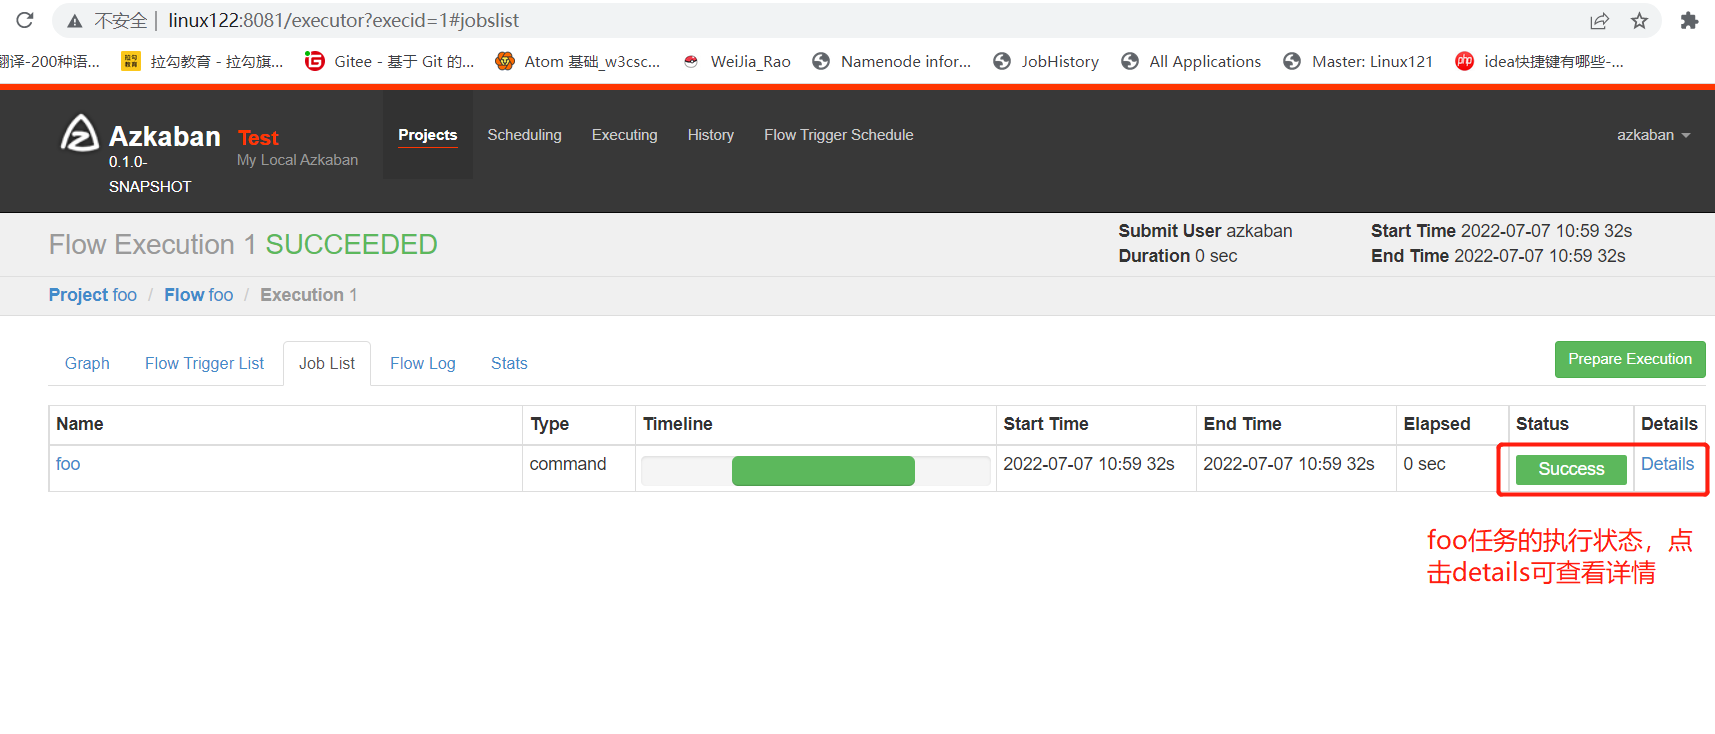 不安全 | linux122:8081/executor?execid=1#jobslist
翻译-200种语... 拉勾教育 拉勾教育 - 拉勾旗... Gitee - 基于 Git 的... Atom 基础_w3csc... WeiJia_Rao Namenode infor... JobHistory All Applications Master: Linux121 php idea快捷键有哪些-...
Azkaban Test Projects Scheduling Executing History Flow Trigger Schedule azkaban
0.1.0- My Local Azkaban
SNAPSHOT
Flow Execution 1 SUCCEEDED
Submit User azkaban Start Time 2022-07-07 10:59 32s
Duration 0 sec End Time 2022-07-07 10:59 32s
Project foo / Flow foo / Execution 1
Graph Flow Trigger List Job List Flow Log Stats Prepare Execution
Name Type Timeline Start Time End Time Elapsed Status Details
foo command 2022-07-07 10:59 32s 2022-07-07 10:59 32s 0 sec Success Details
foo任务的执行状态，点
击details可查看详情